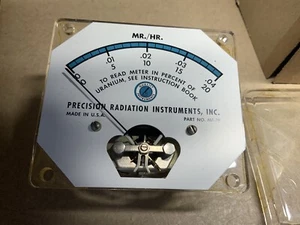 MR./HR.
0 .01 .02 .03 .04
0 5 10 15 20
TO READ METER IN PERCENT OF
URANIUM, SEE INSTRUCTION BOOK
PRECISION RADIATION INSTRUMENTS, INC.
MADE IN U.S.A.
PART NO.